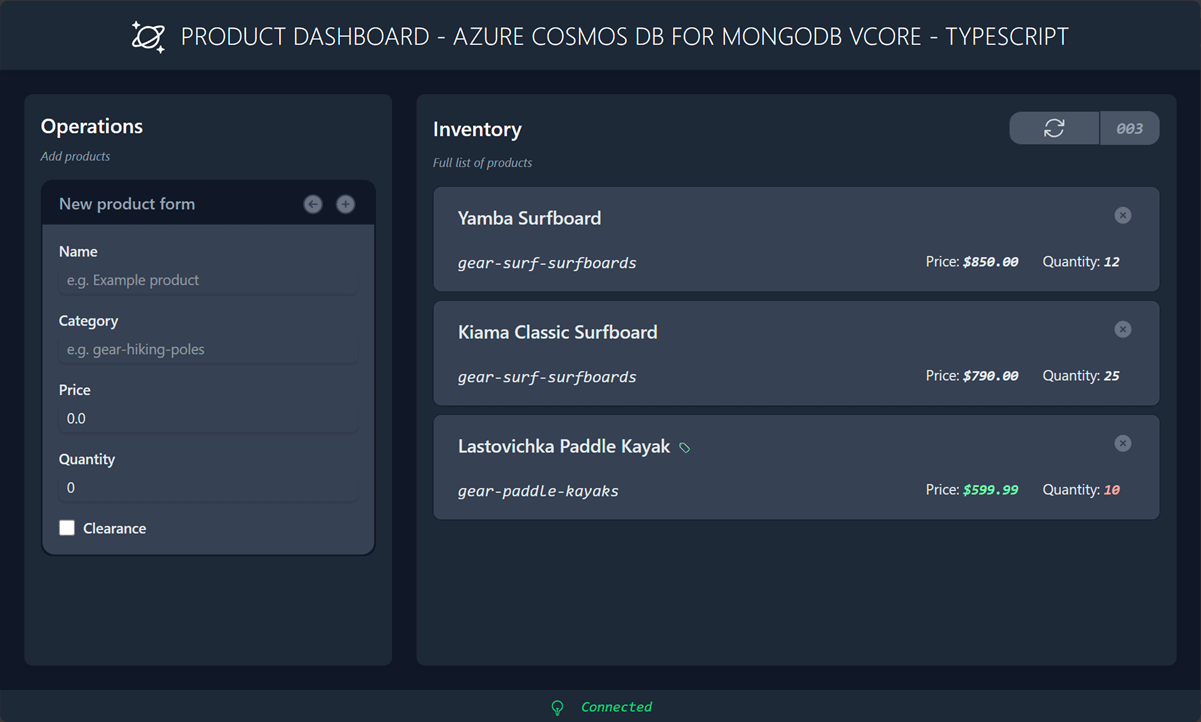 PRODUCT DASHBOARD - AZURE COSMOS DB FOR MONGODB VCORE - TYPESCRIPT
Operations
Add products
New product form
Name
e.g. Example product
Category
e.g. gear-hiking-poles
Price
0.0
Quantity
0
Clearance
Inventory
003
Full list of products
Yamba Surfboard
gear-surf-surfboards Price: $850.00 Quantity: 12
Kiama Classic Surfboard
gear-surf-surfboards Price: $790.00 Quantity: 25
Lastovichka Paddle Kayak
gear-paddle-kayaks Price: $599.99 Quantity: 10
Connected